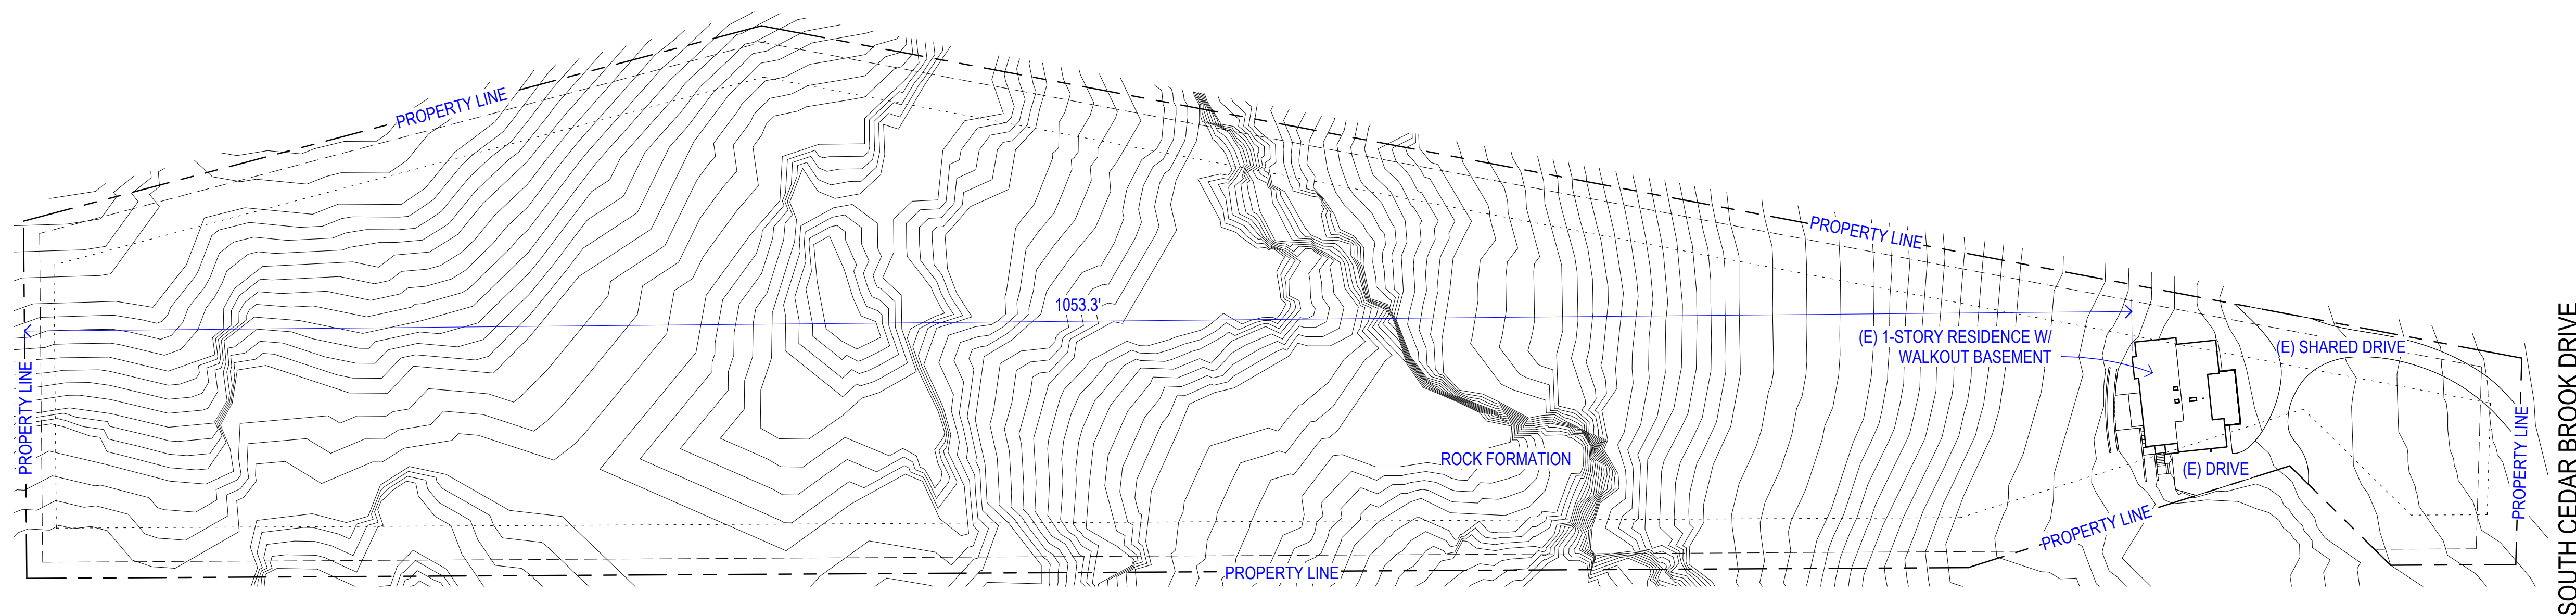 PROPERTY LINE
PROPERTY LINE
1053.3'
(E) 1-STORY RESIDENCE W/
WALKOUT BASEMENT
(E) SHARED DRIVE
PROPERTY LINE
ROCK FORMATION
(E) DRIVE
PROPERTY LINE
PROPERTY LINE
PROPERTY LINE
SOUTH CEDAR BROOK DRIVE